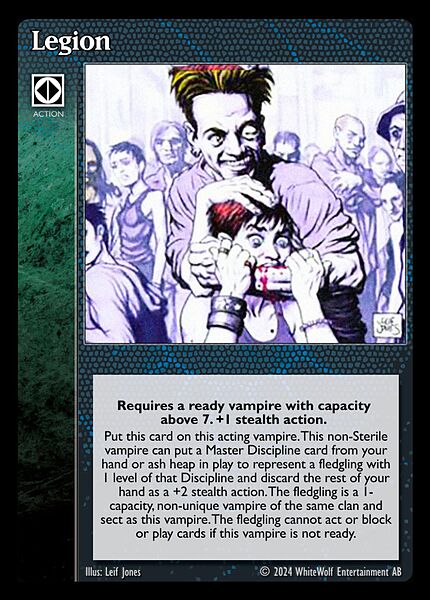 Legion
ACTION
LEIF
JONES
Requires a ready vampire with capacity
above 7. +1 stealth action.
Put this card on this acting vampire. This non-Sterile
vampire can put a Master Discipline card from your
hand or ash heap in play to represent a fledgling with
1 level of that Discipline and discard the rest of your
hand as a +2 stealth action. The fledgling is a 1-
capacity, non-unique vampire of the same clan and
sect as this vampire. The fledgling cannot act or block
or play cards if this vampire is not ready.
Illus: Leif Jones © 2024 WhiteWolf Entertainment AB